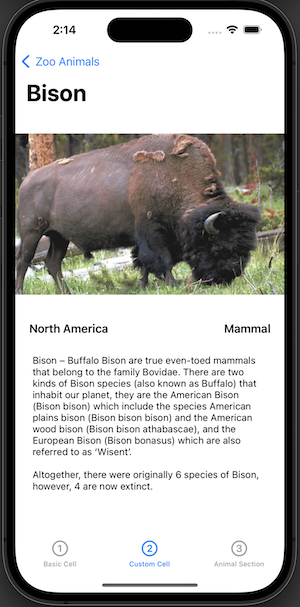 2:14
Zoo Animals
Bison
North America Mammal
Bison – Buffalo Bison are true even-toed mammals
that belong to the family Bovidae. There are two
kinds of Bison species (also known as Buffalo) that
inhabit our planet, they are the American Bison
(Bison bison) which include the species American
plains bison (Bison bison bison) and the American
wood bison (Bison bison athabascae), and the
European Bison (Bison bonasus) which are also
referred to as ‘Wisent’.
Altogether, there were originally 6 species of Bison,
however, 4 are now extinct.
1 2 3
Basic Cell Custom Cell Animal Section